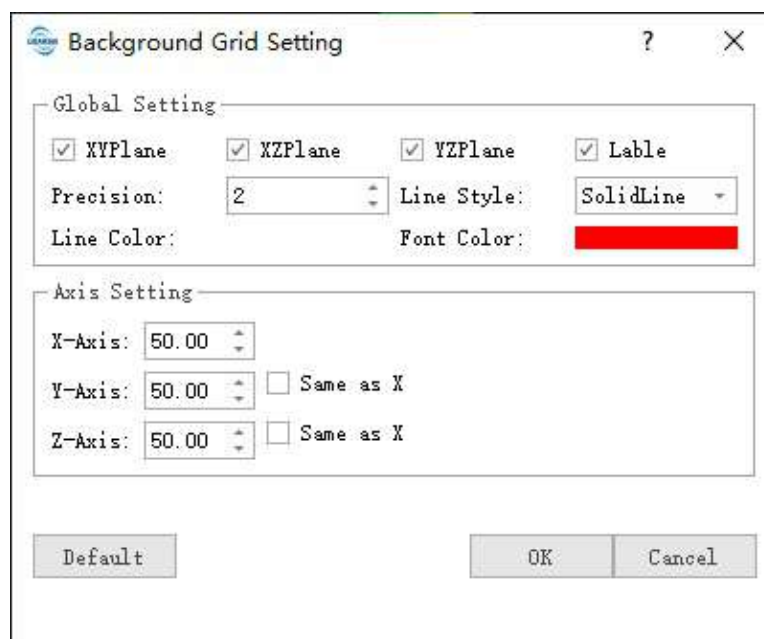 Background Grid Setting ?
Global Setting
XYPlane XZPlane YZPlane Lable
Precision: 2 Line Style: SolidLine
Line Color: Font Color:
Axis Setting
X-Axis: 50.00
Y-Axis: 50.00 Same as X
Z-Axis: 50.00 Same as X
Default OK Cancel